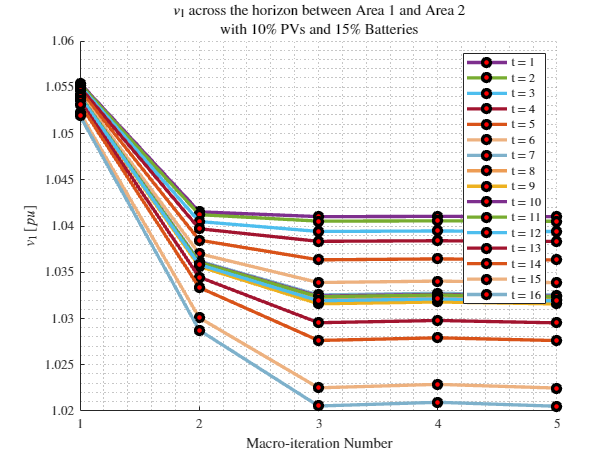 v1 across the horizon between Area 1 and Area 2
with 10% PVs and 15% Batteries
1.06
1.055
1.05
1.045
1.04
1.035
1.03
1.025
1.02
v1 [pu]
t = 1
t = 2
t = 3
t = 4
t = 5
t = 6
t = 7
t = 8
t = 9
t = 10
t = 11
t = 12
t = 13
t = 14
t = 15
t = 16
1 2 3 4 5
Macro-iteration Number